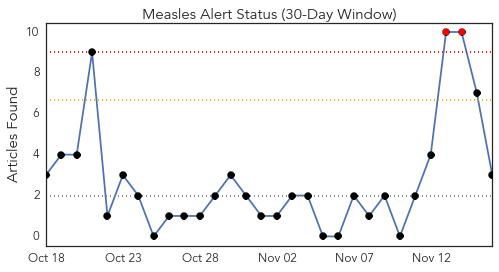 Measles Alert Status (30-Day Window)
Articles Found
10
8
6
4
2
0
Oct 18 Oct 23 Oct 28 Nov 02 Nov 07 Nov 12